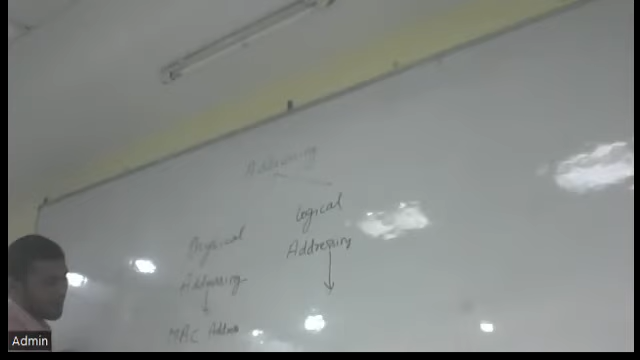 Addressing
Logical
Addressing
Physical
Addressing
MAC Address
Admin